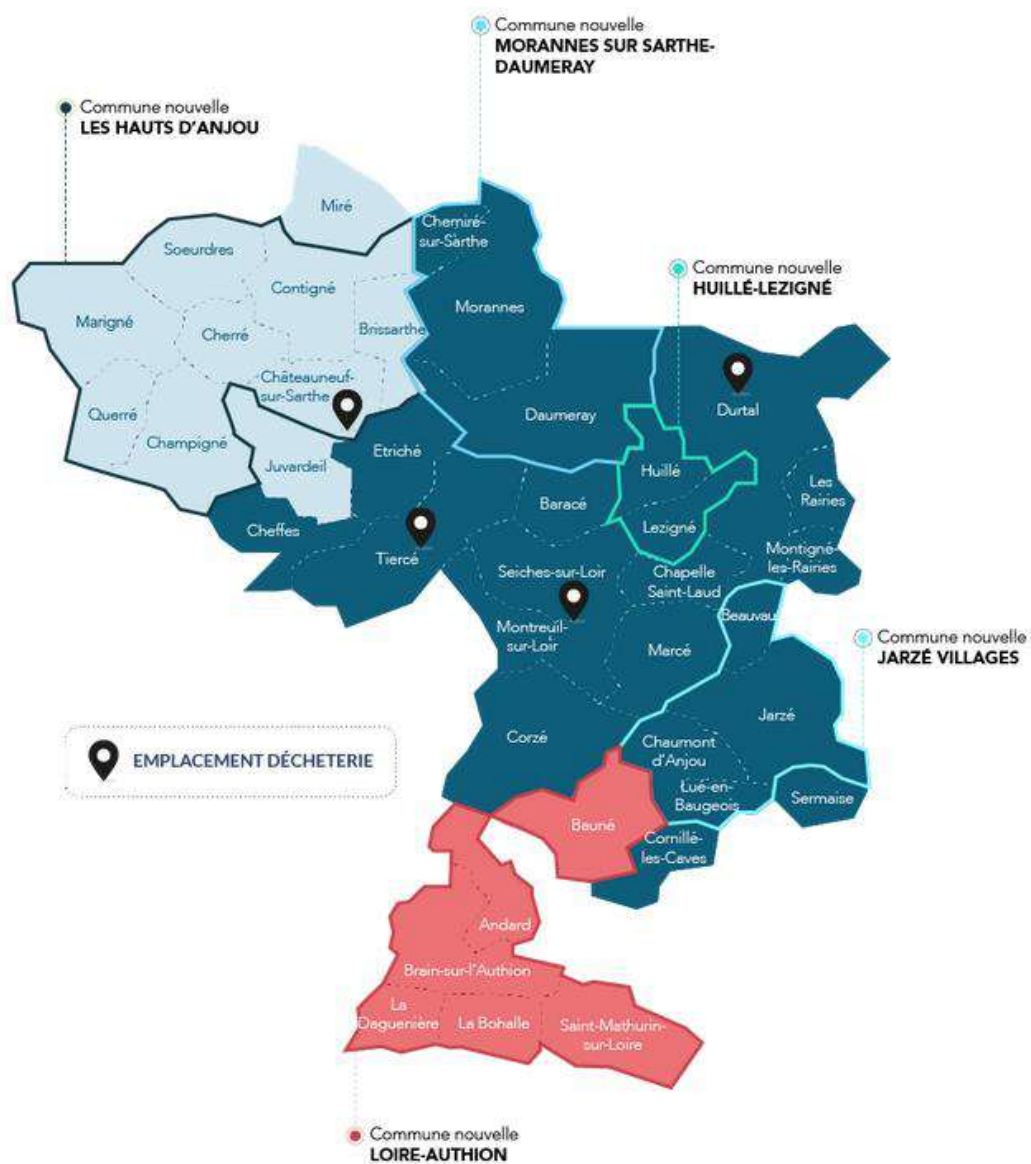 Commune nouvelle
MORANNES SUR SARTHE-
DAUMERAY
Commune nouvelle
LES HAUTS D'ANJOU
Miré
Chemiré-
sur-Sarthe
Soeurdres
Contigné
Commune nouvelle
HUILLÉ-LEZIGNÉ
Marigné
Cherré
Brissarthe
Morannes
Châteauneuf-
sur-Sarthe
Querré
Champigné
Juvardeil
Etriché
Daumeray
Durtal
Huillé
Les
Rairies
Baracé
Lezigné
Cheffes
Tiercé
Montigné-
les-Rairies
Seiches-sur-Loir
Chapelle
Saint-Laud
Beauvau
Montreuil-
sur-Loir
Marcé
Commune nouvelle
JARZÉ VILLAGES
Jarzé
Corzé
Chaumont
d'Anjou
EMPLACEMENT DÉCHETERIE
Lué-en-
Baugeois
Sermaise
Bauné
Cornillé-
les-Caves
Andard
Brain-sur-l'Authion
La
Daguenière
La Bohalle
Saint-Mathurin-
sur-Loire
Commune nouvelle
LOIRE-AUTHION